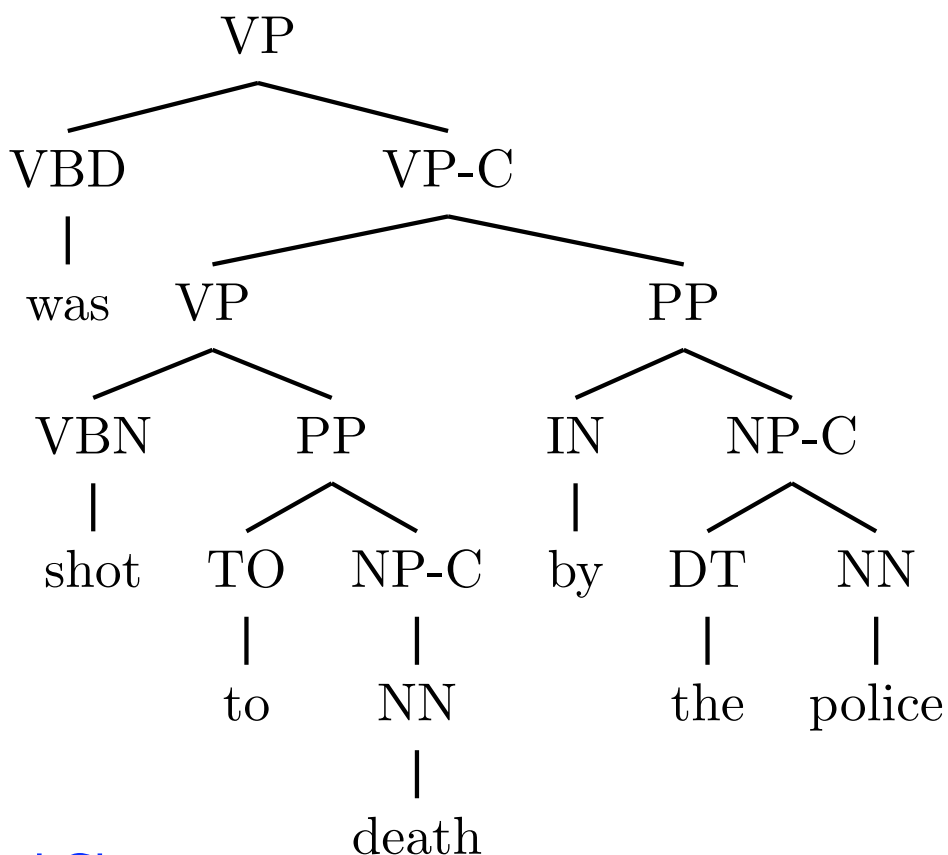 VP
VBD VP-C
was VP PP
VBN PP IN NP-C
shot TO NP-C by DT NN
to NN the police
death